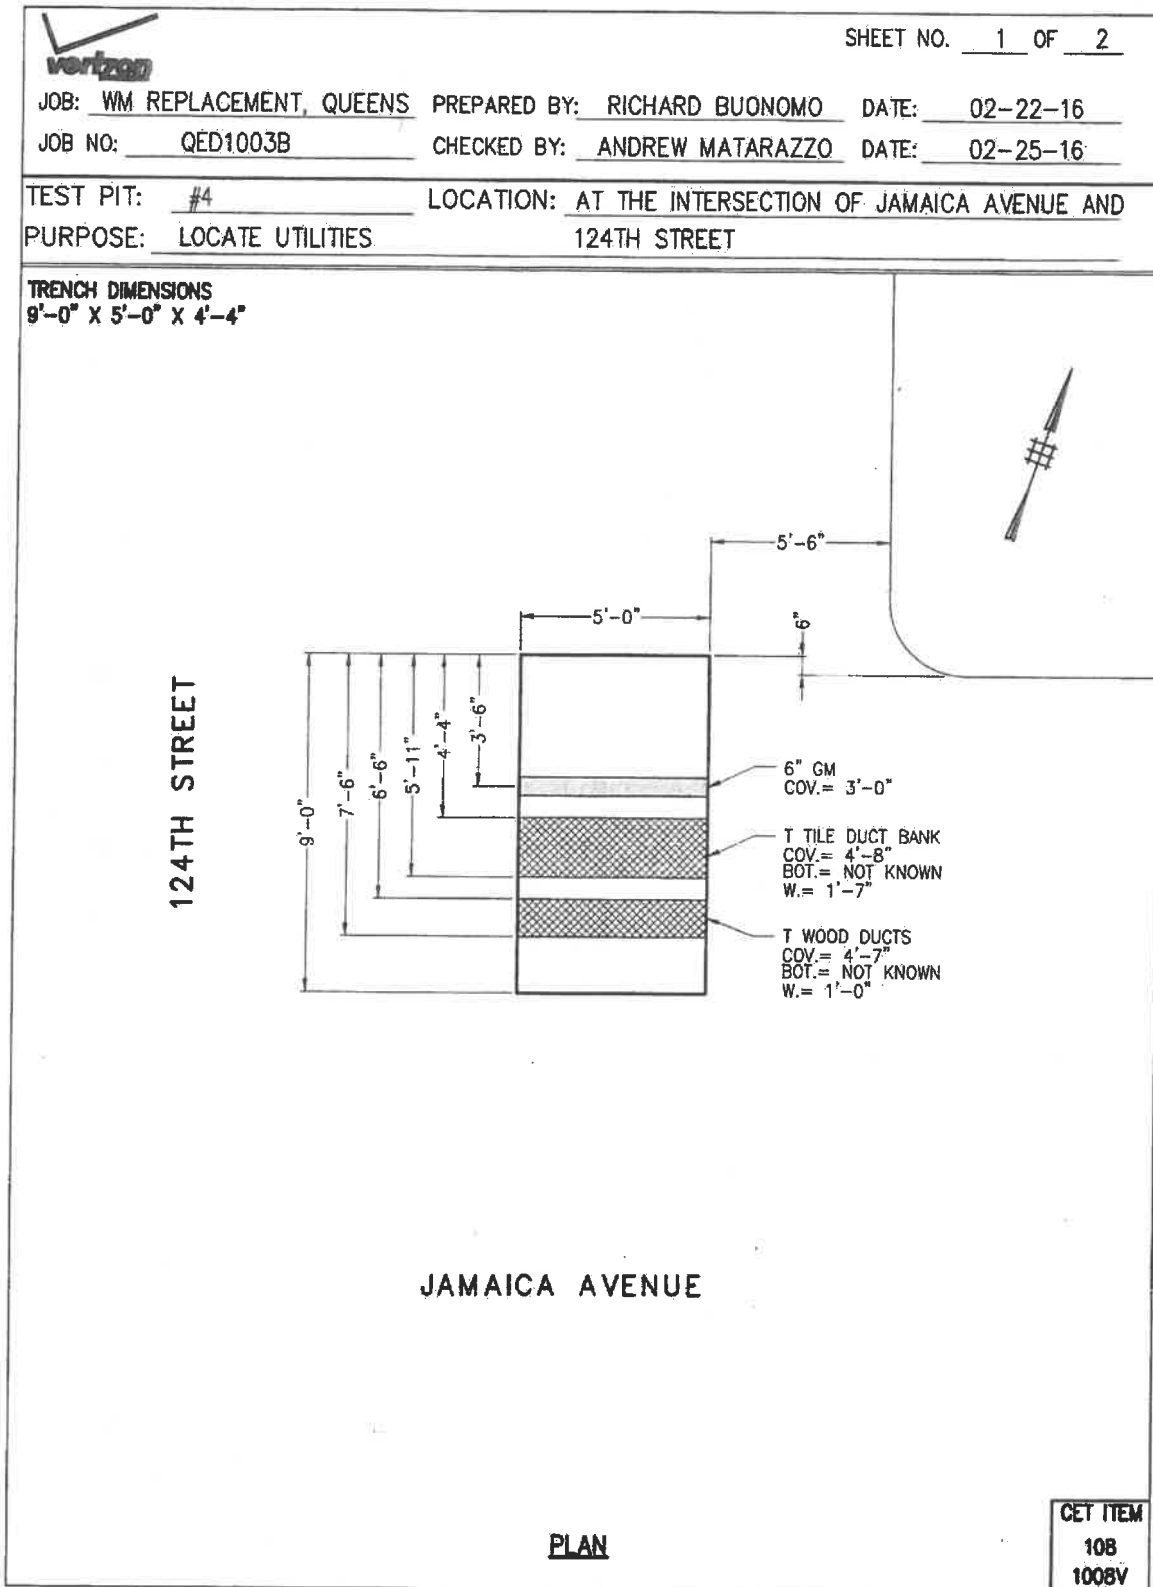 verizon
SHEET NO. 1 OF 2
JOB: WM REPLACEMENT, QUEENS PREPARED BY: RICHARD BUONOMO DATE: 02-22-16
JOB NO: QED1003B CHECKED BY: ANDREW MATARAZZO DATE: 02-25-16
TEST PIT: #4 LOCATION: AT THE INTERSECTION OF JAMAICA AVENUE AND
PURPOSE: LOCATE UTILITIES 124TH STREET
TRENCH DIMENSIONS
9'-0" X 5'-0" X 4'-4"
5'-6"
5'-0"
6"
124TH STREET
9'-0"
7'-6"
6'-6"
5'-11"
4'-4"
3'-6"
6" GM
COV.= 3'-0"
T TILE DUCT BANK
COV.= 4'-8"
BOT.= NOT KNOWN
W.= 1'-7"
T WOOD DUCTS
COV.= 4'-7"
BOT.= NOT KNOWN
W.= 1'-0"
JAMAICA AVENUE
PLAN
CET ITEM
108
1008V